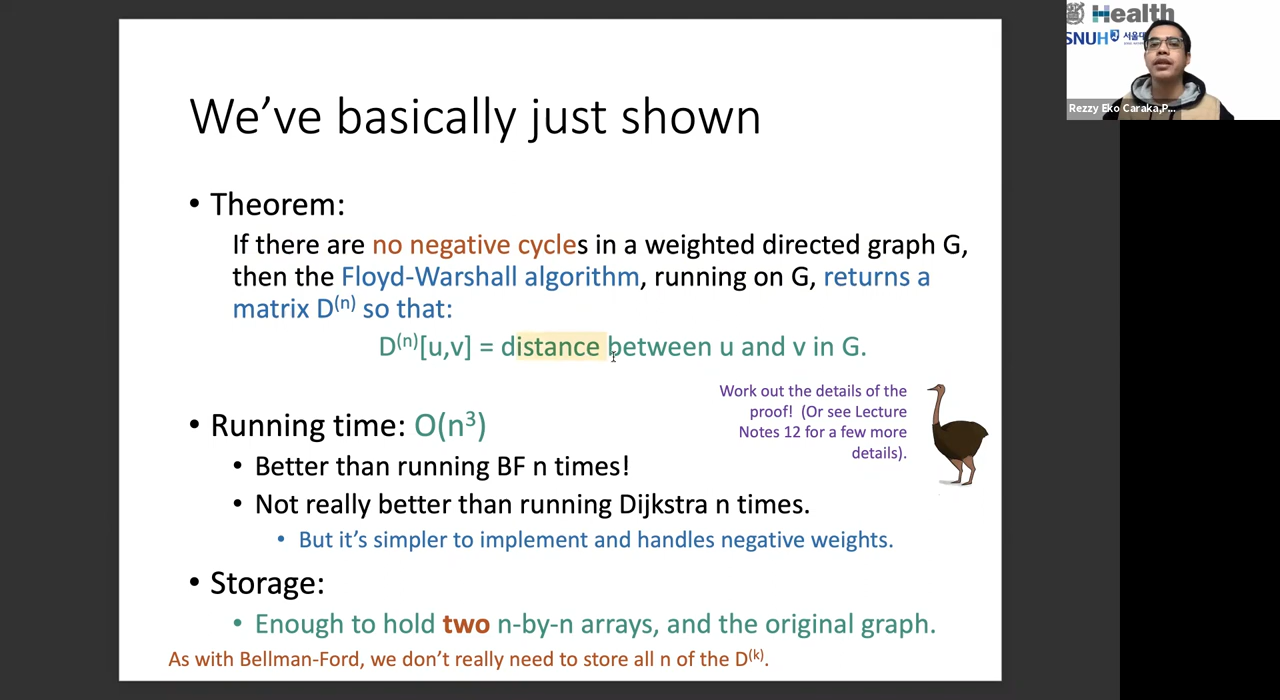 Health
SNUH 서울대
Rezzy Eko Caraka,P...
We've basically just shown
• Theorem:
If there are no negative cycles in a weighted directed graph G,
then the Floyd-Warshall algorithm, running on G, returns a
matrix D⁽ⁿ⁾ so that:
D⁽ⁿ⁾[u,v] = distance between u and v in G.
Work out the details of the
proof! (Or see Lecture
Notes 12 for a few more
details).
• Running time: O(n³)
• Better than running BF n times!
• Not really better than running Dijkstra n times.
• But it's simpler to implement and handles negative weights.
• Storage:
• Enough to hold two n-by-n arrays, and the original graph.
As with Bellman-Ford, we don't really need to store all n of the D⁽ᵏ⁾.